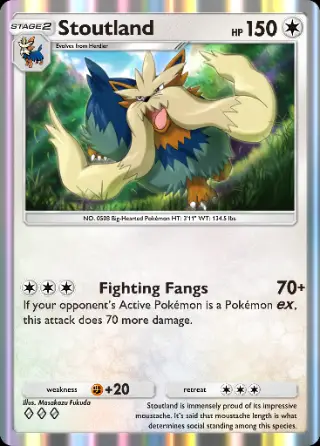 STAGE 2
Stoutland
HP 150
Evolves from Herdier
NO. 0508 Big-Hearted Pokémon HT: 3'11" WT: 134.5 lbs
Fighting Fangs 70+
If your opponent's Active Pokémon is a Pokémon ex,
this attack does 70 more damage.
weakness +20 retreat
Illus. Masakazu Fukuda
Stoutland is immensely proud of its impressive
moustache. It's said that moustache length is what
determines social standing among this species.